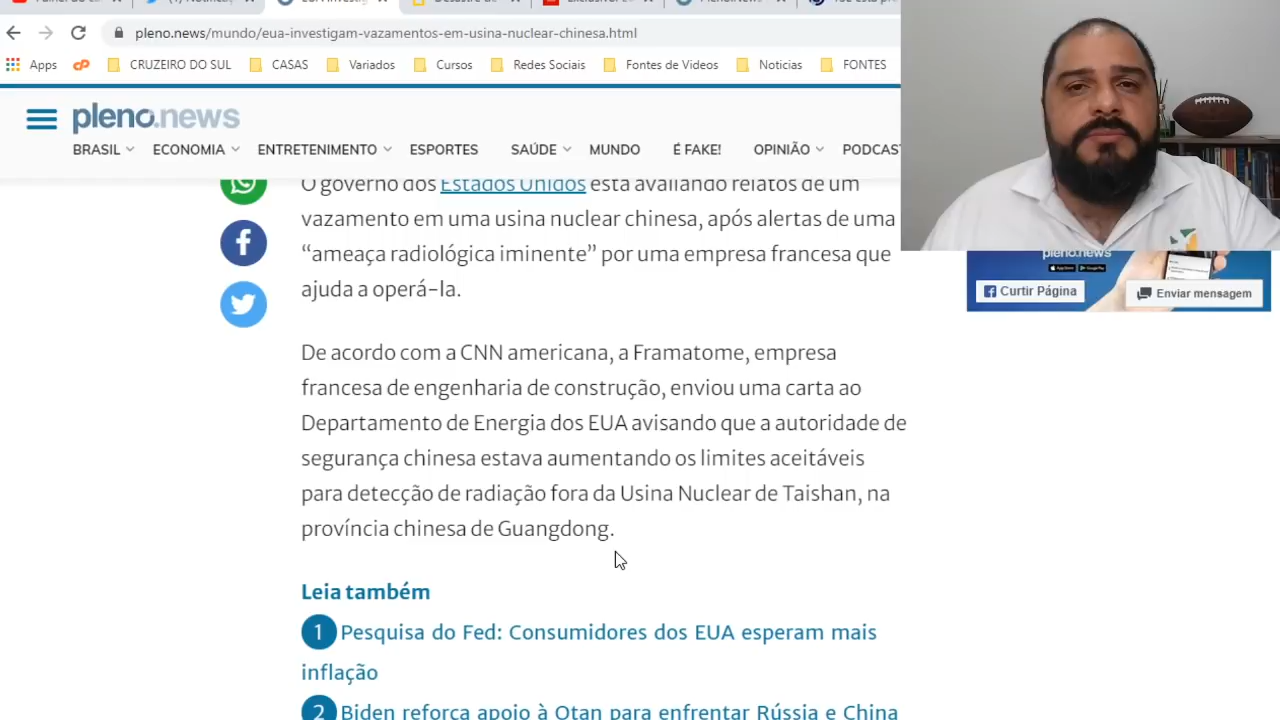 pleno.news/mundo/eua-investigam-vazamentos-em-usina-nuclear-chinesa.html
Apps CRUZEIRO DO SUL CASAS Variados Cursos Redes Sociais Fontes de Videos Noticias FONTES
pleno.news
BRASIL ECONOMIA ENTRETENIMENTO ESPORTES SAÚDE MUNDO É FAKE! OPINIÃO PODCAS
O governo dos Estados Unidos está avaliando relatos de um
vazamento em uma usina nuclear chinesa, após alertas de uma
“ameaça radiológica iminente” por uma empresa francesa que
ajuda a operá-la.
De acordo com a CNN americana, a Framatome, empresa
francesa de engenharia de construção, enviou uma carta ao
Departamento de Energia dos EUA avisando que a autoridade de
segurança chinesa estava aumentando os limites aceitáveis
para detecção de radiação fora da Usina Nuclear de Taishan, na
província chinesa de Guangdong.
Leia também
1 Pesquisa do Fed: Consumidores dos EUA esperam mais
inflação
2 Biden reforça apoio à Otan para enfrentar Rússia e China
pleno.news
Curtir Página
Enviar mensagem